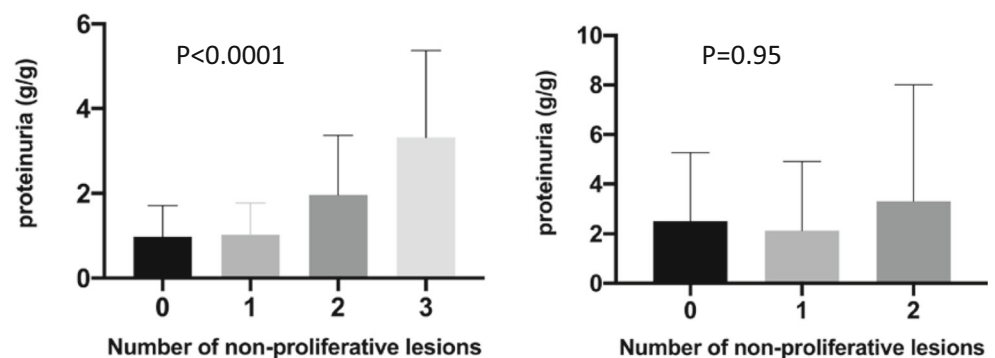 P<0.0001
proteinuria (g/g)
6
4
2
0
0 1 2 3
Number of non-proliferative lesions
P=0.95
proteinuria (g/g)
10
8
6
4
2
0
0 1 2
Number of non-proliferative lesions